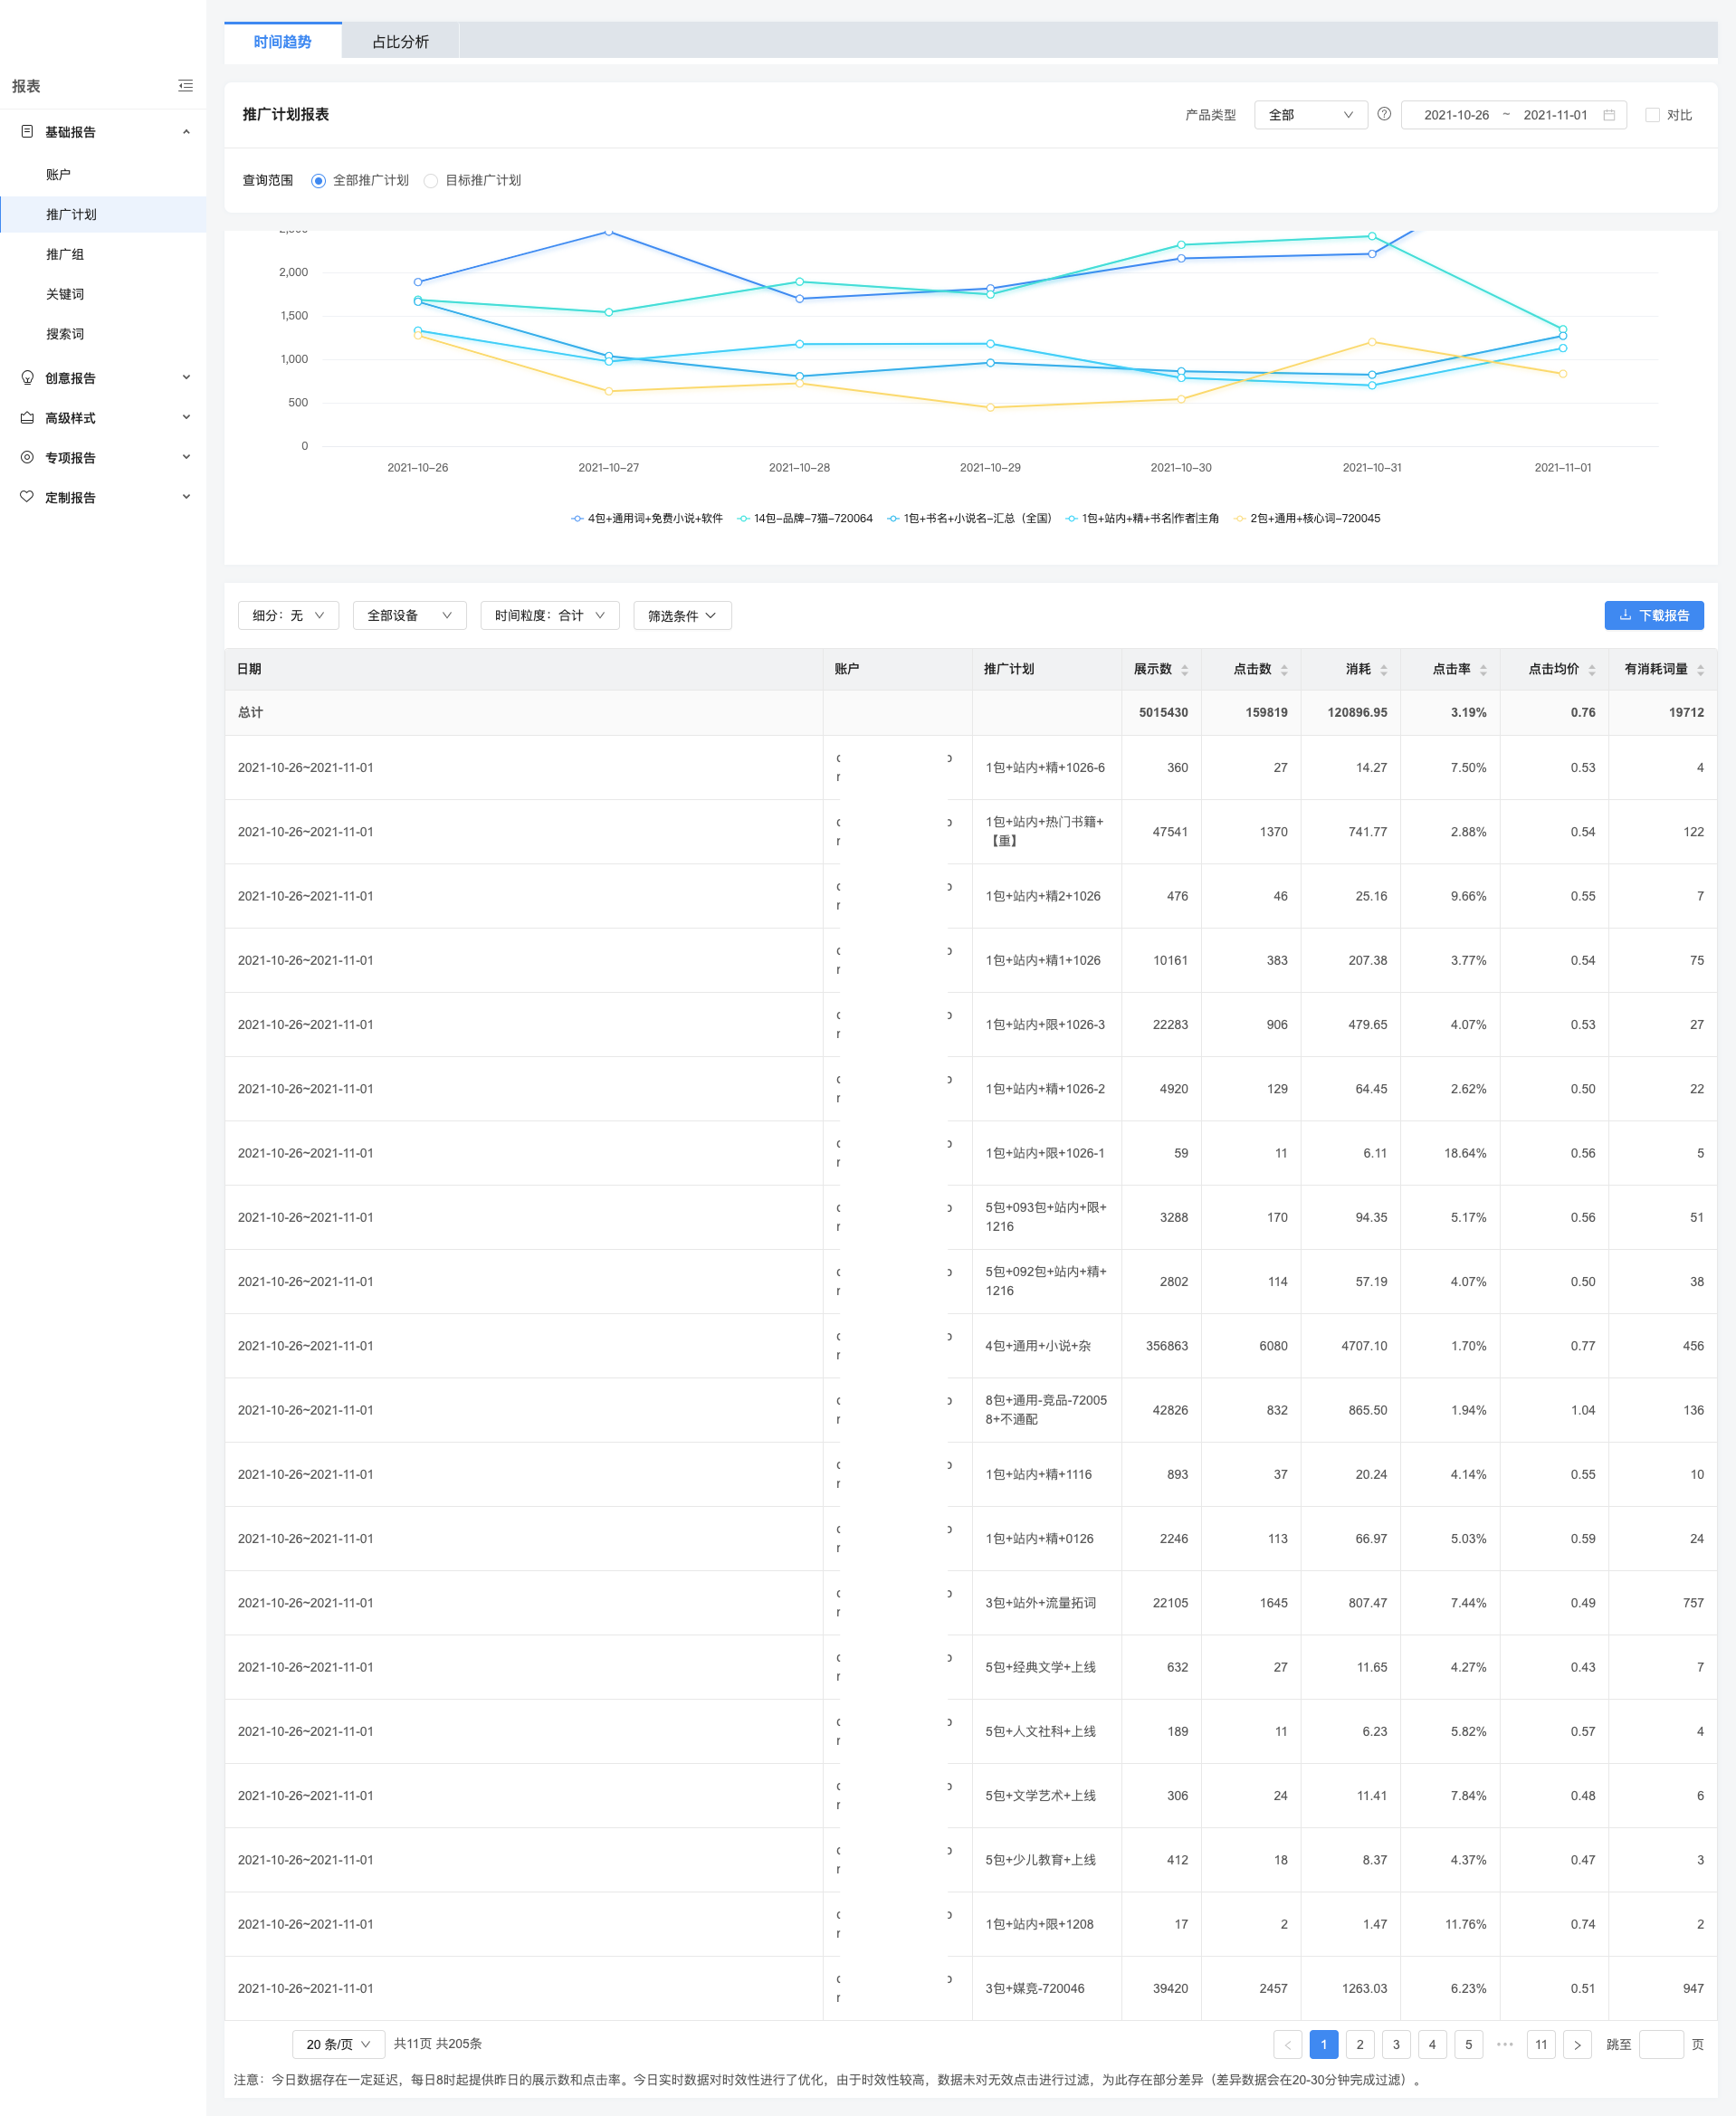 时间趋势 占比分析
报表
推广计划报表 产品类型 全部 2021-10-26 ~ 2021-11-01 对比
基础报告
账户
推广计划
推广组
关键词
搜索词
创意报告
高级样式
专项报告
定制报告
查询范围 全部推广计划 目标推广计划
2,000
1,500
1,000
500
0
2021-10-26 2021-10-27 2021-10-28 2021-10-29 2021-10-30 2021-10-31 2021-11-01
4包+通用词+免费小说+软件 14包-品牌-7猫-720064 1包+书名+小说名-汇总（全国） 1包+站内+精+书名|作者|主角 2包+通用+核心词-720045
细分：无 全部设备 时间粒度：合计 筛选条件 下载报告
日期 账户 推广计划 展示数 点击数 消耗 点击率 点击均价 有消耗词量
总计 5015430 159819 120896.95 3.19% 0.76 19712
2021-10-26~2021-11-01 1包+站内+精+1026-6 360 27 14.27 7.50% 0.53 4
2021-10-26~2021-11-01 1包+站内+热门书籍+
【重】 47541 1370 741.77 2.88% 0.54 122
2021-10-26~2021-11-01 1包+站内+精2+1026 476 46 25.16 9.66% 0.55 7
2021-10-26~2021-11-01 1包+站内+精1+1026 10161 383 207.38 3.77% 0.54 75
2021-10-26~2021-11-01 1包+站内+限+1026-3 22283 906 479.65 4.07% 0.53 27
2021-10-26~2021-11-01 1包+站内+精+1026-2 4920 129 64.45 2.62% 0.50 22
2021-10-26~2021-11-01 1包+站内+限+1026-1 59 11 6.11 18.64% 0.56 5
2021-10-26~2021-11-01 5包+093包+站内+限+
1216 3288 170 94.35 5.17% 0.56 51
2021-10-26~2021-11-01 5包+092包+站内+精+
1216 2802 114 57.19 4.07% 0.50 38
2021-10-26~2021-11-01 4包+通用+小说+杂 356863 6080 4707.10 1.70% 0.77 456
2021-10-26~2021-11-01 8包+通用-竞品-72005
8+不通配 42826 832 865.50 1.94% 1.04 136
2021-10-26~2021-11-01 1包+站内+精+1116 893 37 20.24 4.14% 0.55 10
2021-10-26~2021-11-01 1包+站内+精+0126 2246 113 66.97 5.03% 0.59 24
2021-10-26~2021-11-01 3包+站外+流量拓词 22105 1645 807.47 7.44% 0.49 757
2021-10-26~2021-11-01 5包+经典文学+上线 632 27 11.65 4.27% 0.43 7
2021-10-26~2021-11-01 5包+人文社科+上线 189 11 6.23 5.82% 0.57 4
2021-10-26~2021-11-01 5包+文学艺术+上线 306 24 11.41 7.84% 0.48 6
2021-10-26~2021-11-01 5包+少儿教育+上线 412 18 8.37 4.37% 0.47 3
2021-10-26~2021-11-01 1包+站内+限+1208 17 2 1.47 11.76% 0.74 2
2021-10-26~2021-11-01 3包+媒竞-720046 39420 2457 1263.03 6.23% 0.51 947
20 条/页 共11页 共205条 < 1 2 3 4 5 ••• 11 > 跳至 页
注意：今日数据存在一定延迟，每日8时起提供昨日的展示数和点击率。今日实时数据对时效性进行了优化，由于时效性较高，数据未对无效点击进行过滤，为此存在部分差异（差异数据会在20-30分钟完成过滤）。